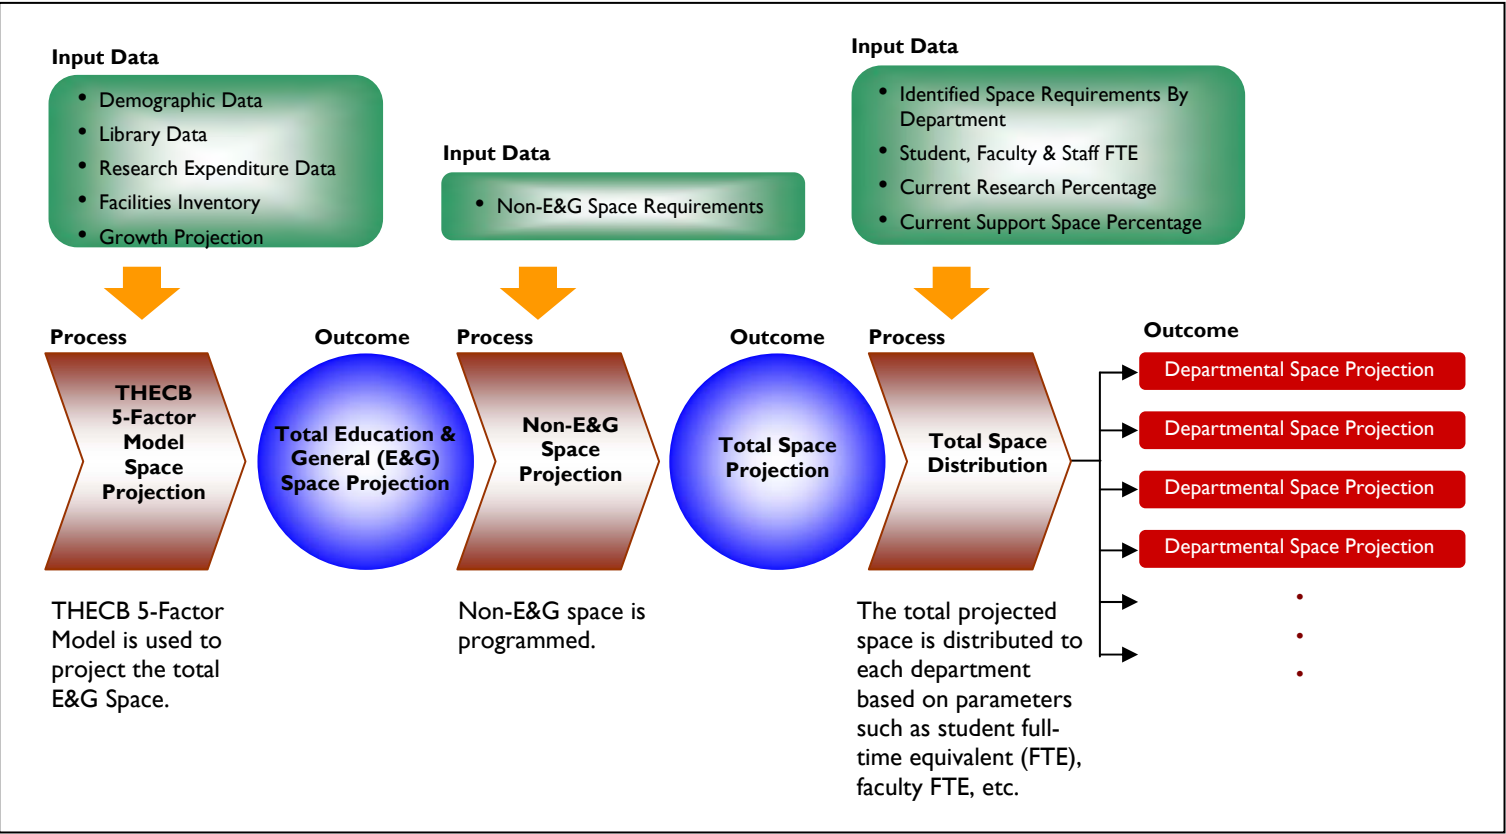 Input Data
• Demographic Data
• Library Data
• Research Expenditure Data
• Facilities Inventory
• Growth Projection
Input Data
• Non-E&G Space Requirements
Input Data
• Identified Space Requirements By
Department
• Student, Faculty & Staff FTE
• Current Research Percentage
• Current Support Space Percentage
Process
THECB
5-Factor
Model
Space
Projection
THECB 5-Factor
Model is used to
project the total
E&G Space.
Outcome
Total Education &
General (E&G)
Space Projection
Process
Non-E&G
Space
Projection
Non-E&G space is
programmed.
Outcome
Total Space
Projection
Process
Total Space
Distribution
The total projected
space is distributed to
each department
based on parameters
such as student full-
time equivalent (FTE),
faculty FTE, etc.
Outcome
Departmental Space Projection
Departmental Space Projection
Departmental Space Projection
Departmental Space Projection